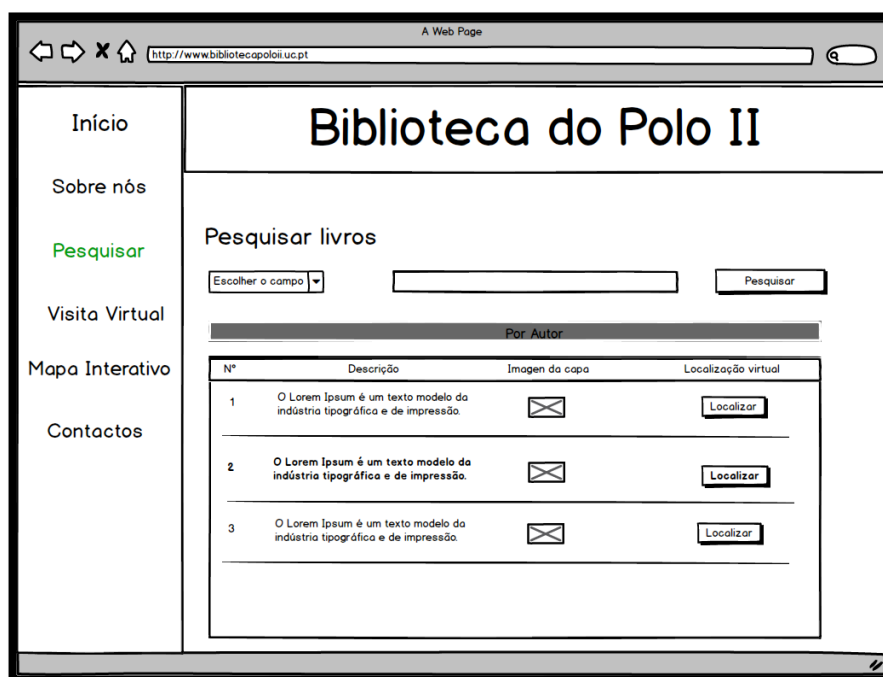 A Web Page
http://www.bibliotecapoloii.uc.pt
Biblioteca do Polo II
Início
Sobre nós
Pesquisar
Visita Virtual
Mapa Interativo
Contactos
Pesquisar livros
Escolher o campo
Pesquisar
Por Autor
Nº Descrição Imagen da capa Localização virtual
1 O Lorem Ipsum é um texto modelo da
indústria tipográfica e de impressão. Localizar
2 O Lorem Ipsum é um texto modelo da
indústria tipográfica e de impressão. Localizar
3 O Lorem Ipsum é um texto modelo da
indústria tipográfica e de impressão. Localizar